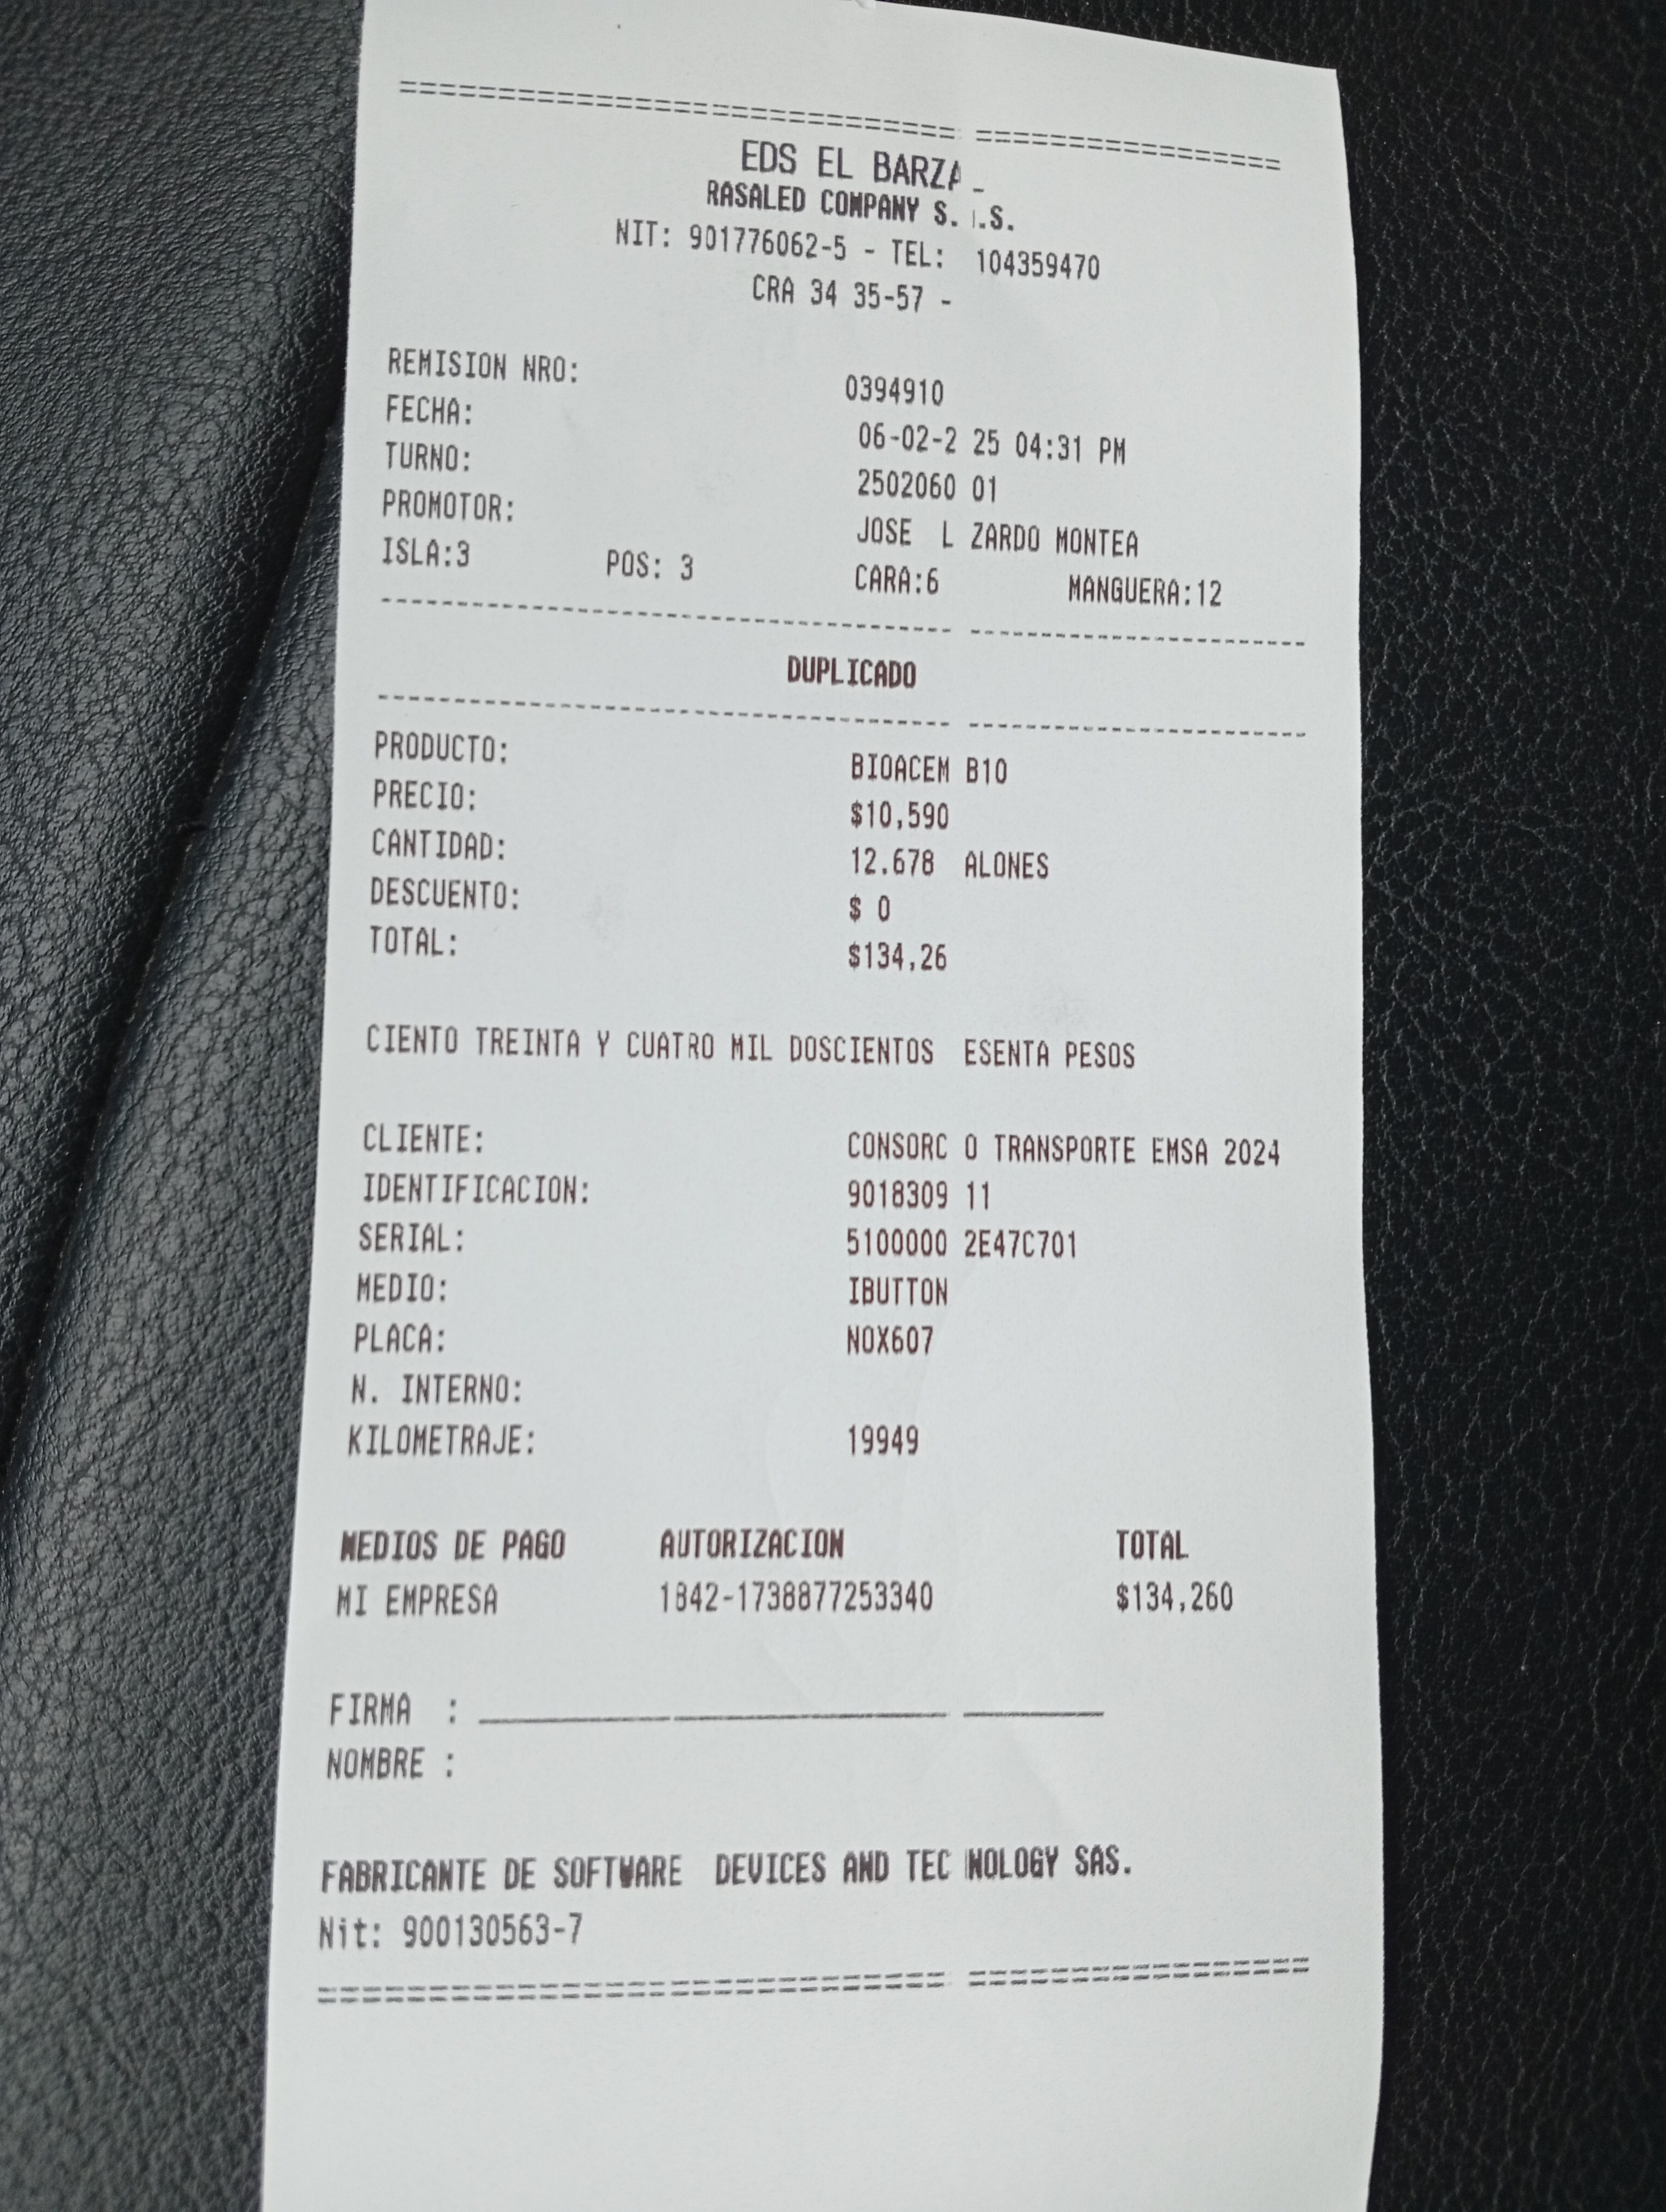 ==========================================
EDS EL BARZA
RASALED COMPANY S. .S.
NIT: 901776062-5 - TEL: 104359470
CRA 34 35-57 -
REMISION NRO: 0394910
FECHA: 06-02-2 25 04:31 PM
TURNO: 2502060 01
PROMOTOR: JOSE L ZARDO MONTEA
ISLA:3 POS: 3 CARA:6 MANGUERA:12
------------------------------------------
DUPLICADO
------------------------------------------
PRODUCTO: BIOACEM B10
PRECIO: $10,590
CANTIDAD: 12.678 ALONES
DESCUENTO: $ 0
TOTAL: $134,26
CIENTO TREINTA Y CUATRO MIL DOSCIENTOS ESENTA PESOS
CLIENTE: CONSORC O TRANSPORTE EMSA 2024
IDENTIFICACION: 9018309 11
SERIAL: 5100000 2E47C701
MEDIO: IBUTTON
PLACA: NOX607
N. INTERNO:
KILOMETRAJE: 19949
MEDIOS DE PAGO AUTORIZACION TOTAL
MI EMPRESA 1842-1738877253340 $134,260
FIRMA : ______________________________
NOMBRE :
FABRICANTE DE SOFTWARE DEVICES AND TEC NOLOGY SAS.
Nit: 900130563-7
==========================================